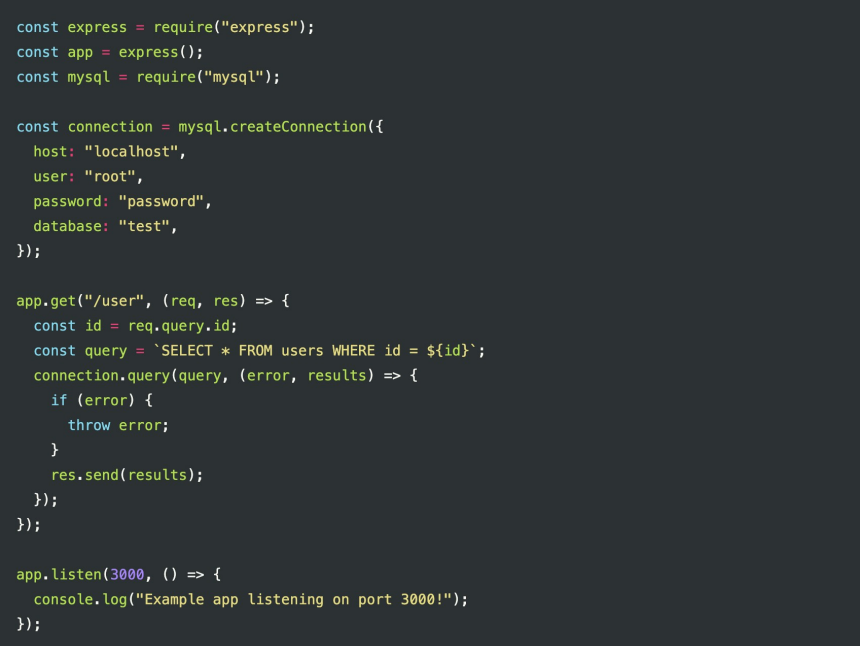 const express = require("express");
const app = express();
const mysql = require("mysql");

const connection = mysql.createConnection({
  host: "localhost",
  user: "root",
  password: "password",
  database: "test",
});

app.get("/user", (req, res) => {
  const id = req.query.id;
  const query = `SELECT * FROM users WHERE id = ${id}`;
  connection.query(query, (error, results) => {
    if (error) {
      throw error;
    }
    res.send(results);
  });
});

app.listen(3000, () => {
  console.log("Example app listening on port 3000!");
});